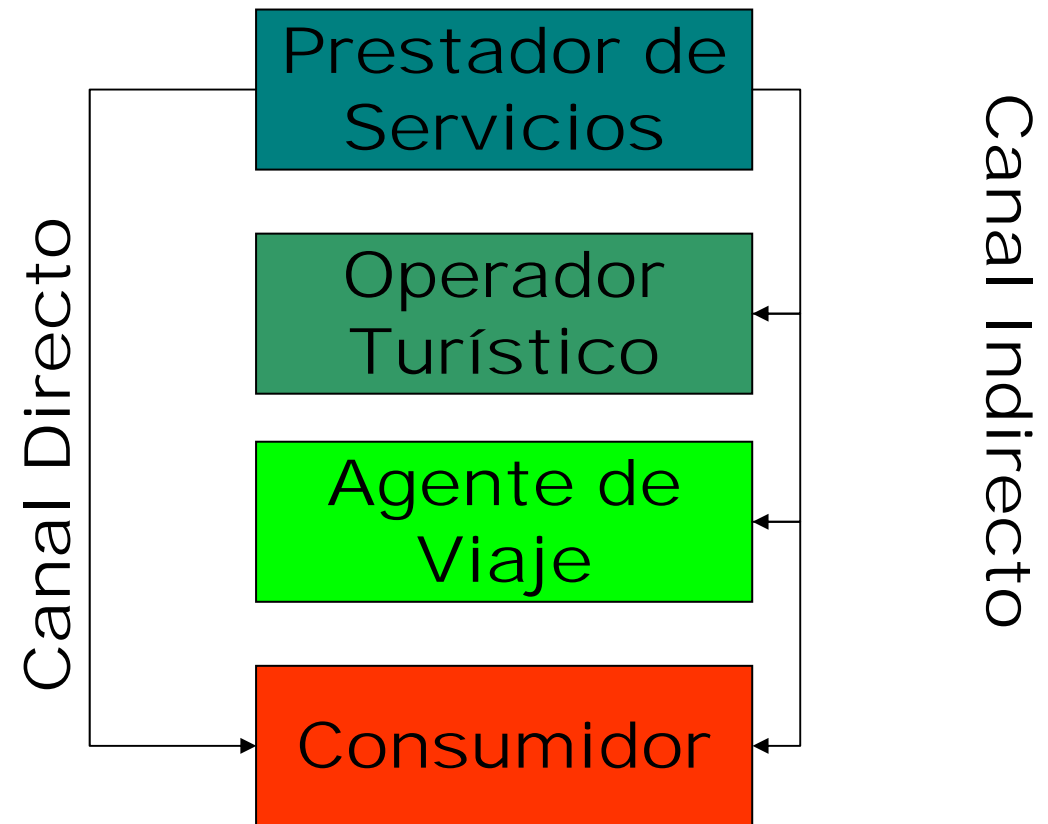 Prestador de
Servicios
Operador
Turístico
Agente de
Viaje
Consumidor
Canal Directo
Canal Indirecto